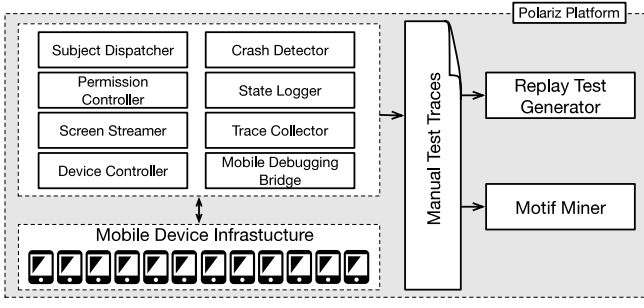 Polariz Platform
Subject Dispatcher
Crash Detector
Permission
Controller
State Logger
Screen Streamer
Trace Collector
Device Controller
Mobile Debugging
Bridge
Mobile Device Infrastucture
Manual Test Traces
Replay Test
Generator
Motif Miner